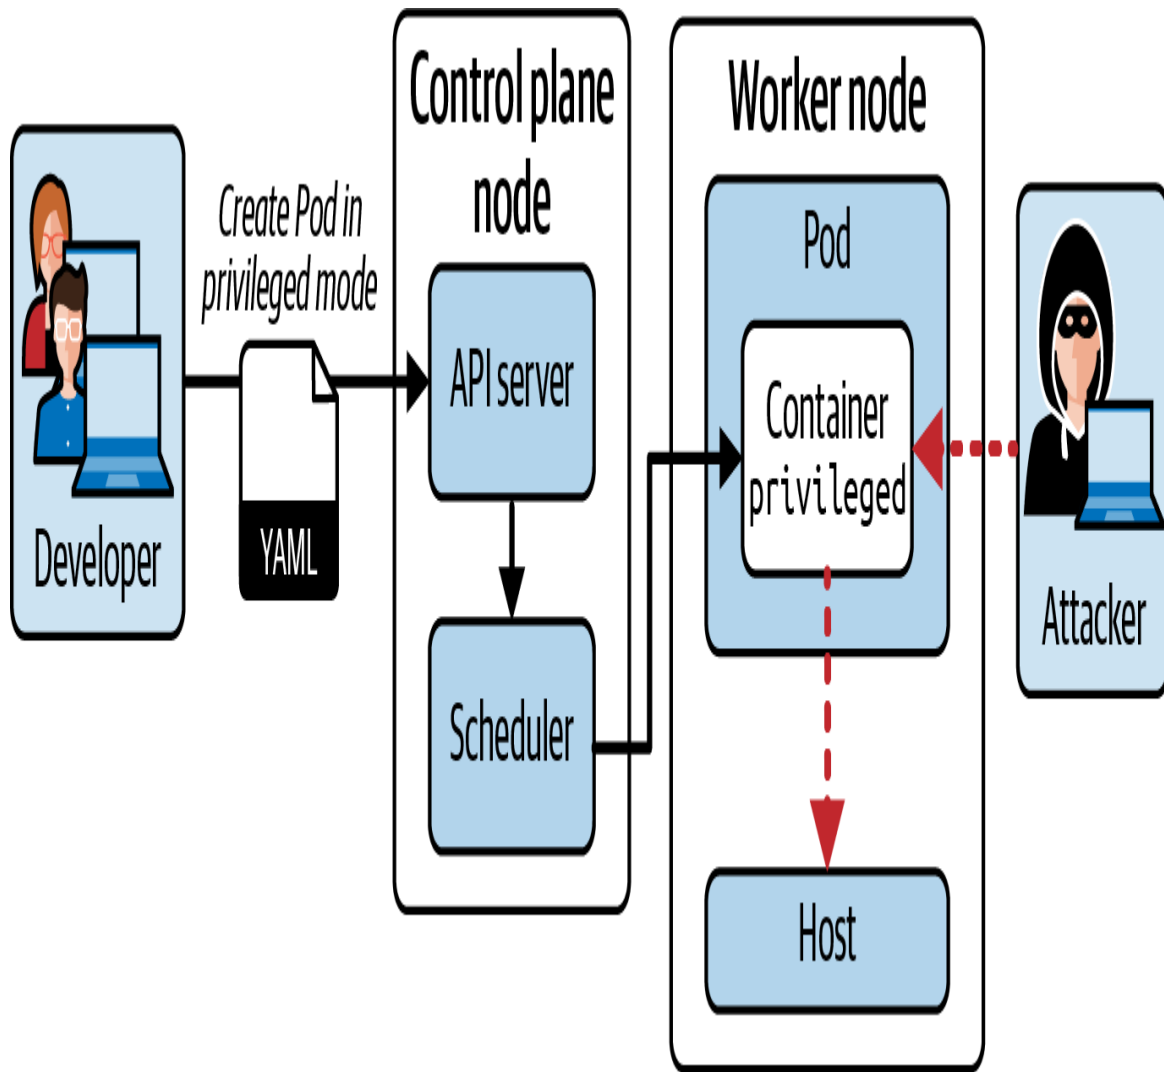 Control plane
node
Worker node
Create Pod in
privileged mode
Pod
API server
Container
privileged
YAML
Developer
Attacker
Scheduler
Host